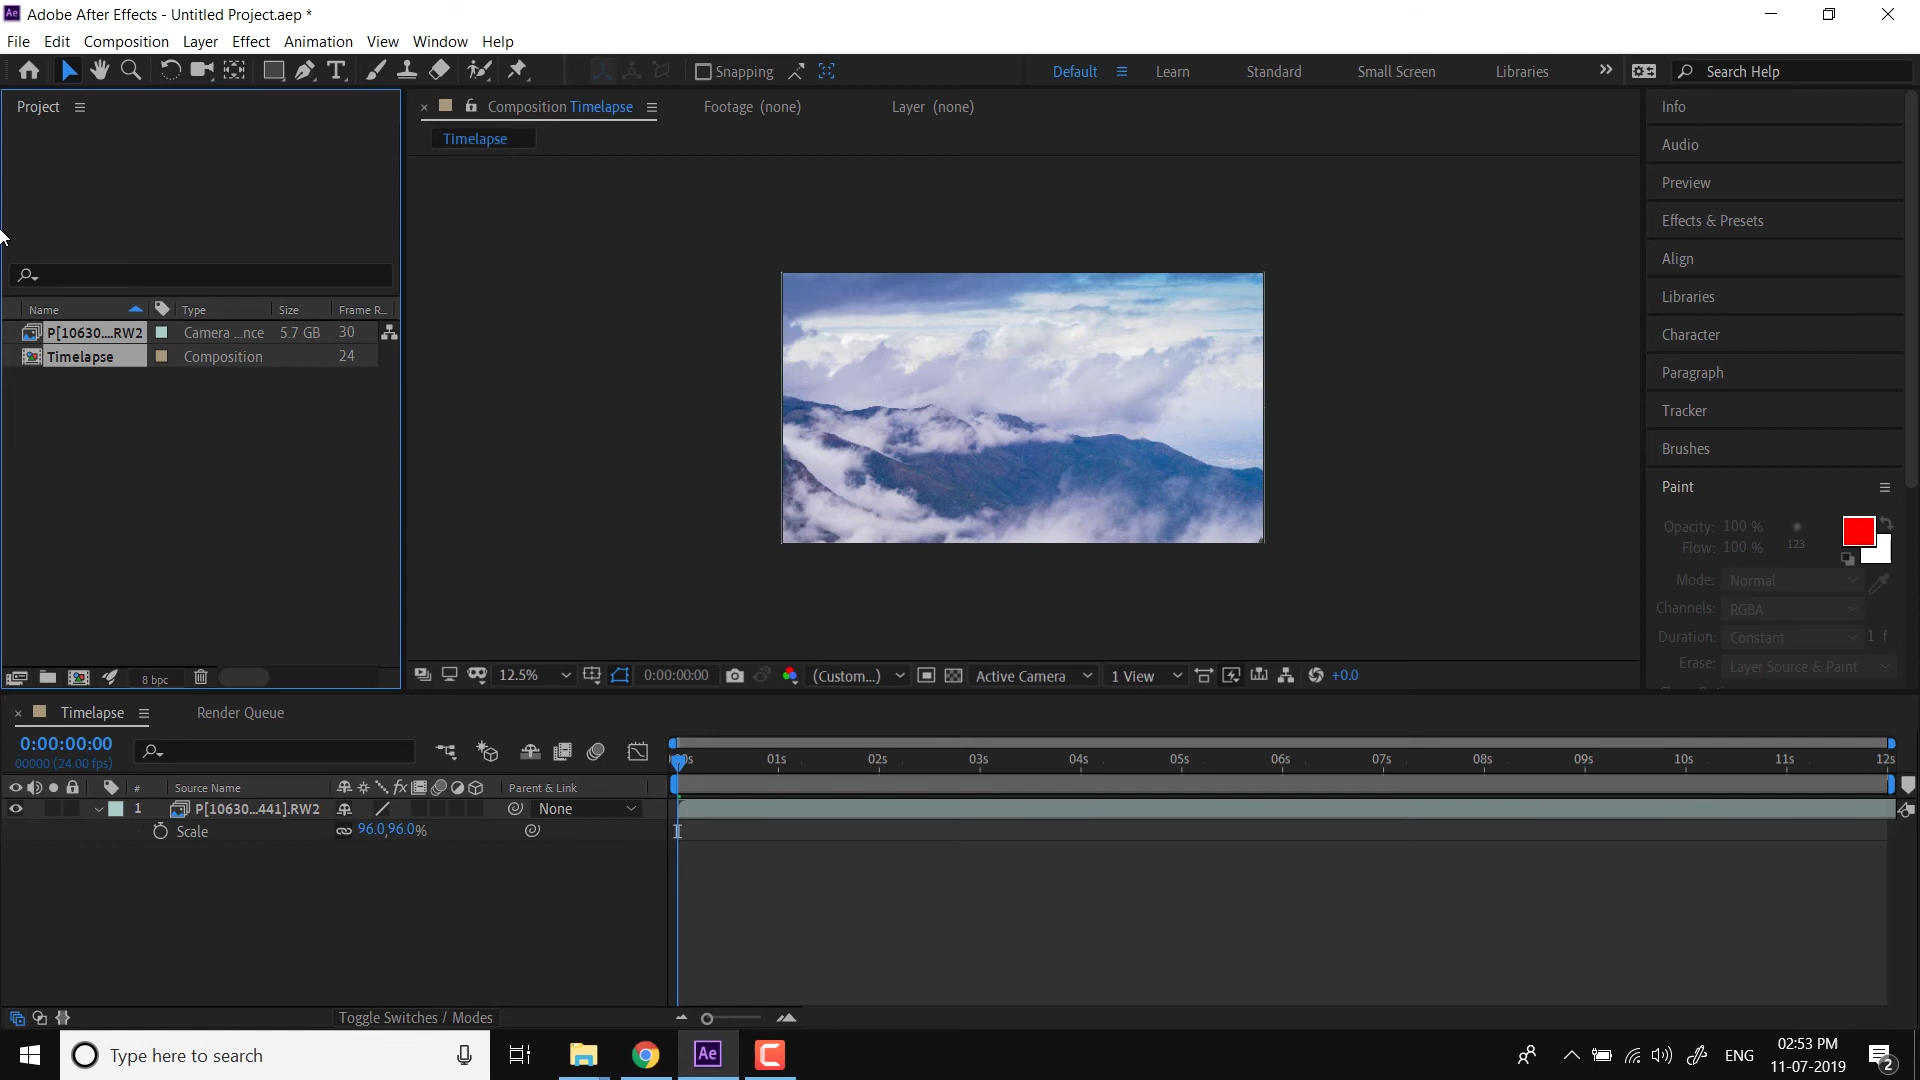 Ae Adobe After Effects - Untitled Project.aep *
File Edit Composition Layer Effect Animation View Window Help
Snapping Default Learn Standard Small Screen Libraries Search Help
Project
Composition Timelapse Footage (none) Layer (none)
Timelapse
Name Type Size Frame R...
P[10630....RW2 Camera ...nce 5.7 GB 30
Timelapse Composition 24
8 bpc
12.5% 0:00:00:00 (Custom...) Active Camera 1 View +0.0
Info
Audio
Preview
Effects & Presets
Align
Libraries
Character
Paragraph
Tracker
Brushes
Paint
Opacity: 100 %
Flow: 100 % 123
Mode: Normal
Channels: RGBA
Duration: Constant 1 f
Erase: Layer Source & Paint
Timelapse Render Queue
0:00:00:00
00000 (24.00 fps)
01s 02s 03s 04s 05s 06s 07s 08s 09s 10s 11s 12s
# Source Name fx Parent & Link
1 P[10630...441].RW2 None
Scale 96.0,96.0%
Toggle Switches / Modes
Type here to search Ae ENG 02:53 PM
11-07-2019 2